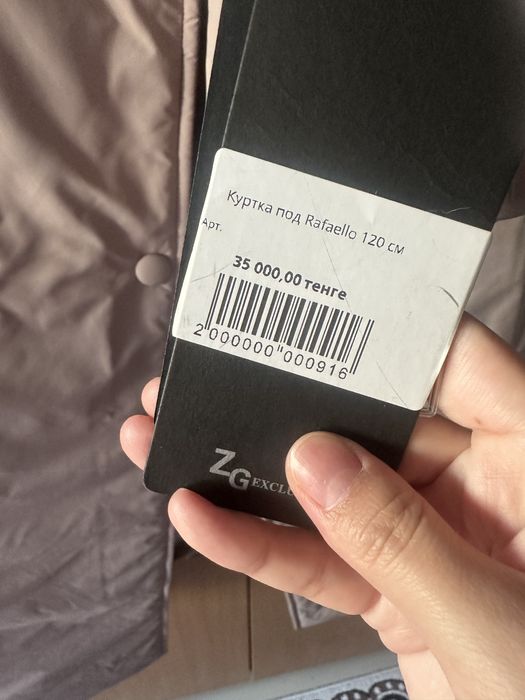 Куртка под Rafaello 120 см
Арт.
35 000,00 тенге
2 000000 000916
ZG